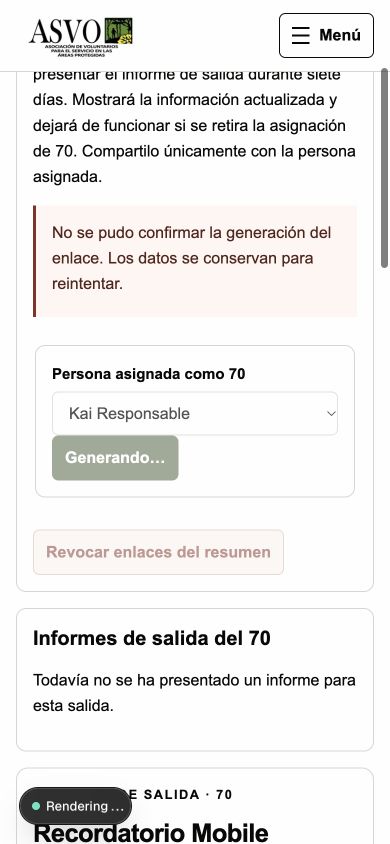 ASVO
ASOCIACIÓN DE VOLUNTARIOS
PARA EL SERVICIO EN LAS
ÁREAS PROTEGIDAS
Menú
presentar el informe de salida durante siete
días. Mostrará la información actualizada y
dejará de funcionar si se retira la asignación
de 70. Compartilo únicamente con la persona
asignada.
No se pudo confirmar la generación del
enlace. Los datos se conservan para
reintentar.
Persona asignada como 70
Kai Responsable
Generando…
Revocar enlaces del resumen
Informes de salida del 70
Todavía no se ha presentado un informe para
esta salida.
E SALIDA · 70
Rendering ...
Recordatorio Mobile